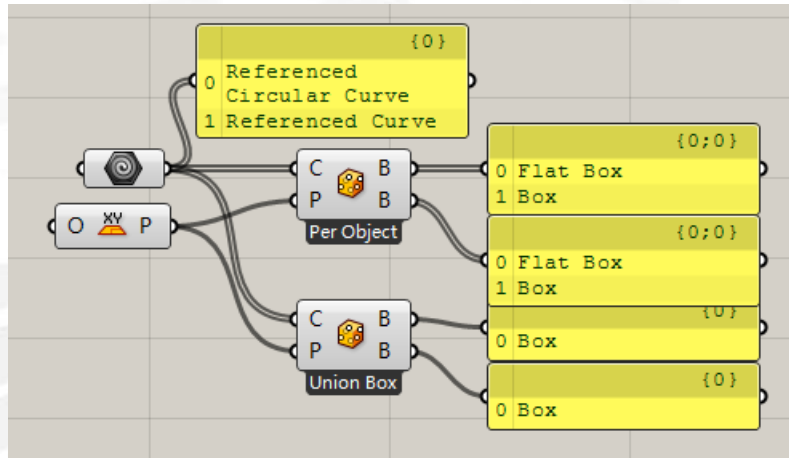 {0}
0 Referenced
Circular Curve
1 Referenced Curve
C B
P B
Per Object
O XY P
{0;0}
0 Flat Box
1 Box
{0;0}
0 Flat Box
1 Box
C B
P B
Union Box
{0}
0 Box
{0}
0 Box